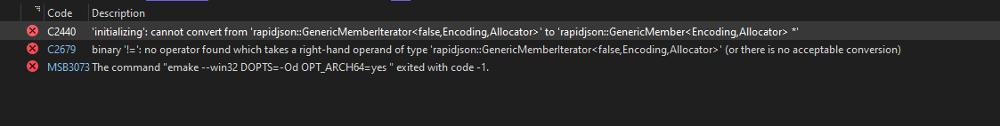 Code Description
C2440 'initializing': cannot convert from 'rapidjson::GenericMemberIterator<false,Encoding,Allocator>' to 'rapidjson::GenericMember<Encoding,Allocator> *'
C2679 binary '!=': no operator found which takes a right-hand operand of type 'rapidjson::GenericMemberIterator<false,Encoding,Allocator>' (or there is no acceptable conversion)
MSB3073 The command "emake --win32 DOPTS=-Od OPT_ARCH64=yes " exited with code -1.